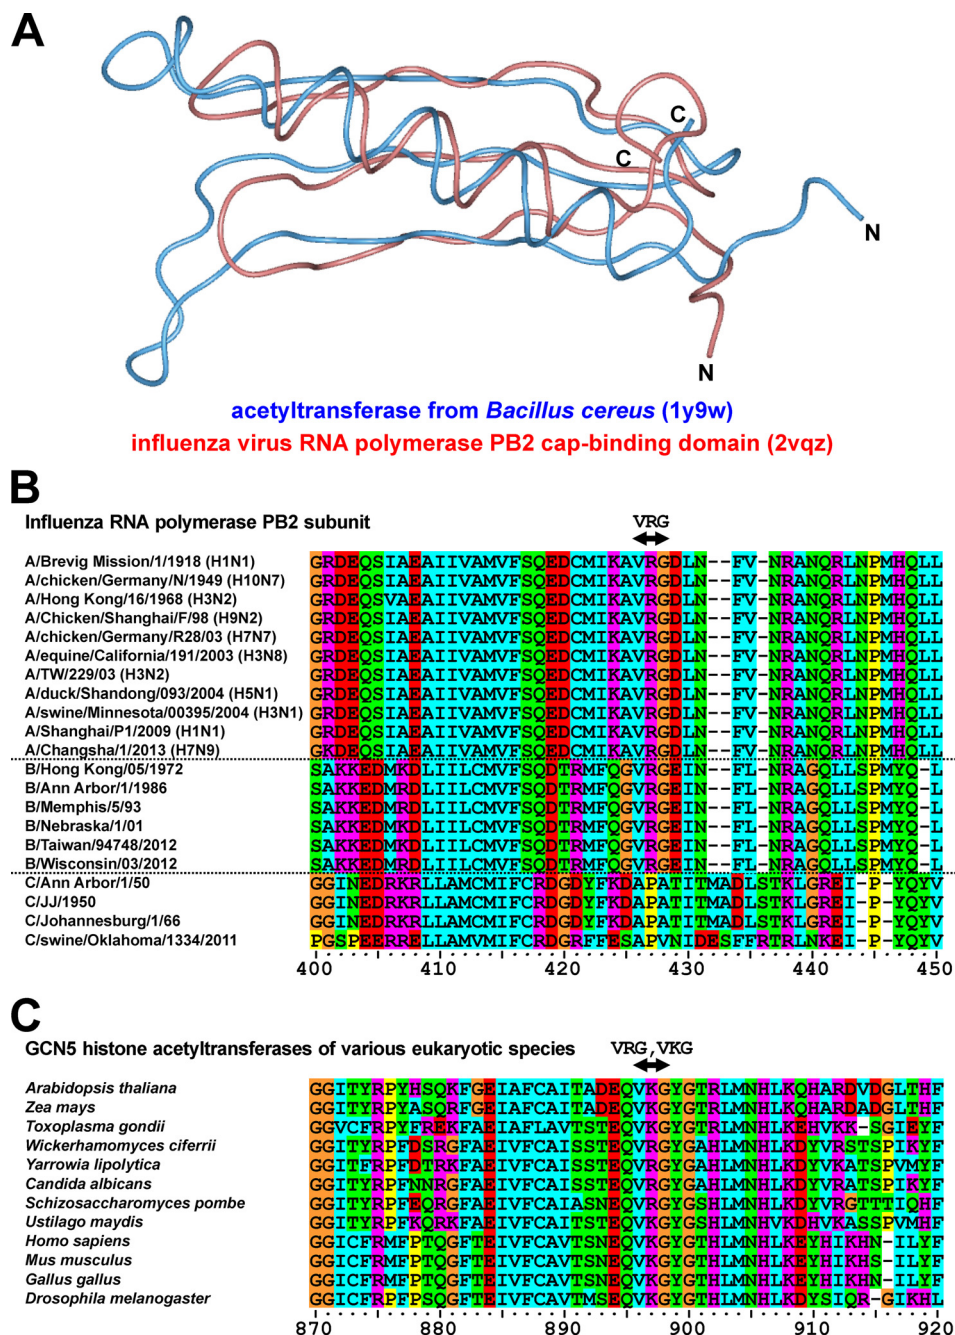 A
C
C
N
N
acetyltransferase from Bacillus cereus (1y9w)
influenza virus RNA polymerase PB2 cap-binding domain (2vqz)
B
Influenza RNA polymerase PB2 subunit VRG
A/Brevig Mission/1/1918 (H1N1) GRDEQSIAEAIIVAMVFSQEDCMIKAVRGDLN--FV-NRANQRLNPMHQLL
A/chicken/Germany/N/1949 (H10N7) GRDEQSIAEAIIVAMVFSQEDCMIKAVRGDLN--FV-NRANQRLNPMHQLL
A/Hong Kong/16/1968 (H3N2) GRDEQSVAEAIIVAMVFSQEDCMIKAVRGDLN--FV-NRANQRLNPMHQLL
A/Chicken/Shanghai/F/98 (H9N2) GRDEQSIAEAIIVAMVFSQEDCMIKAVRGDLN--FV-NRANQRLNPMHQLL
A/chicken/Germany/R28/03 (H7N7) GRDEQSIAEAIIVAMVFSQEDCMIKAVRGDLN--FV-NRANQRLNPMHQLL
A/equine/California/191/2003 (H3N8) GRDEQSIAEAIIVAMVFSQEDCMIKAVRGDLN--FV-NRANQRLNPMHQLL
A/TW/229/03 (H3N2) GRDEQSIAEAIIVAMVFSQEDCMIKAVRGDLN--FV-NRANQRLNPMHQLL
A/duck/Shandong/093/2004 (H5N1) GRDEQSIAEAIIVAMVFSQEDCMIKAVRGDLN--FV-NRANQRLNPMHQLL
A/swine/Minnesota/00395/2004 (H3N1) GRDEQSIAEAIIVAMVFSQEDCMIKAVRGDLN--FV-NRANQRLNPMHQLL
A/Shanghai/P1/2009 (H1N1) GRDEQSIAEAIIVAMVFSQEDCMIKAVRGDLN--FV-NRANQRLNPMHQLL
A/Changsha/1/2013 (H7N9) GKDEQSIAEAIIVAMVFSQEDCMIKAVRGDLN--FV-NRANQRLNPMHQLL
B/Hong Kong/05/1972 SAKKEDMKDLIILCMVFSQDTRMFQGVRGEIN--FL-NRAGQLLSPMYQ-L
B/Ann Arbor/1/1986 SAKKEDMRDLIILCMVFSQDTRMFQGVRGEIN--FL-NRAGQLLSPMYQ-L
B/Memphis/5/93 SAKKEDMRDLIILCMVFSQDTRMFQGVRGEIN--FL-NRAGQLLSPMYQ-L
B/Nebraska/1/01 SAKKEDMKDLIILCMVFSQDTRMFQGVRGEIN--FL-NRAGQLLSPMYQ-L
B/Taiwan/94748/2012 SAKKEDMKDLIILCMVFSQDTRMFQGVRGEIN--FL-NRAGQLLSPMYQ-L
B/Wisconsin/03/2012 SAKKEDMRDLIILCMVFSQDTRMFQGVRGEIN--FL-NRAGQLLSPMYQ-L
C/Ann Arbor/1/50 GGINEDRKRLLAMCMIFCRDGDYFKDAPATITMADLSTKLGREI-P-YQYV
C/JJ/1950 GGINEDRKRLLAMCMIFCRDGDYFKDAPATITMADLSTKLGREI-P-YQYV
C/Johannesburg/1/66 GGINEDRKRLLAMCMIFCRDGDYFKDAPATITMADLSTKLGREI-P-YQYV
C/swine/Oklahoma/1334/2011 PGSPEERRELLAMCMIFCRDGRFFESAPVNIDESFFRTRLNKEI-P-YQYV
400 410 420 430 440 450
C
GCN5 histone acetyltransferases of various eukaryotic species VRG,VKG
Arabidopsis thaliana GGITYRPYHSQKFGEIAFCAITADEQVKGYGTRLMNHLKQHARDVDGLTHF
Zea mays GGITYRPYASQRFGEIAFCAITADEQVKGYGTRLMNHLKQHARDADGLTHF
Toxoplasma gondii GGVCFRPYFREKFAEIAFLAVTSTEQVKGYGTRLMNHLKEHVKK-SGIEYF
Wickerhamomyces ciferrii GGITYRPFDSRGFAEIVFCAISSTEQVRGYGAHLMNHLKDYVRSTSPIKYF
Yarrowia lipolytica GGITFRPFDTRKFAEIVFCAISSTEQVRGYGAHLMNHLKDYVKATSPVMYF
Candida albicans GGITYRPFNNRGFAEIVFCAISSTEQVRGYGAHLMNHLKDYVRATSPIKYF
Schizosaccharomyces pombe GGITYRPFEQRGFAEIVFCAIASNEQVRGYGSHLMNHLKDYVRGTTTIQHF
Ustilago maydis GGITYRPFKQRKFAEIVFCAITSTEQVKGYGSHLMNHVKDHVKASSPVMHF
Homo sapiens GGICFRMFPTQGFTEIVFCAVTSNEQVKGYGTHLMNHLKEYHIKHN-ILYF
Mus musculus GGICFRMFPTQGFTEIVFCAVTSNEQVKGYGTHLMNHLKEYHIKHS-ILYF
Gallus gallus GGICFRMFPTQGFTEIVFCAVTSNEQVKGYGTHLMNHLKEYHIKHN-ILYF
Drosophila melanogaster GGICFRPFPSQGFTEIVFCAVTMSEQVKGYGTHLMNHLKDYSIQR-GIKHL
870 880 890 900 910 920